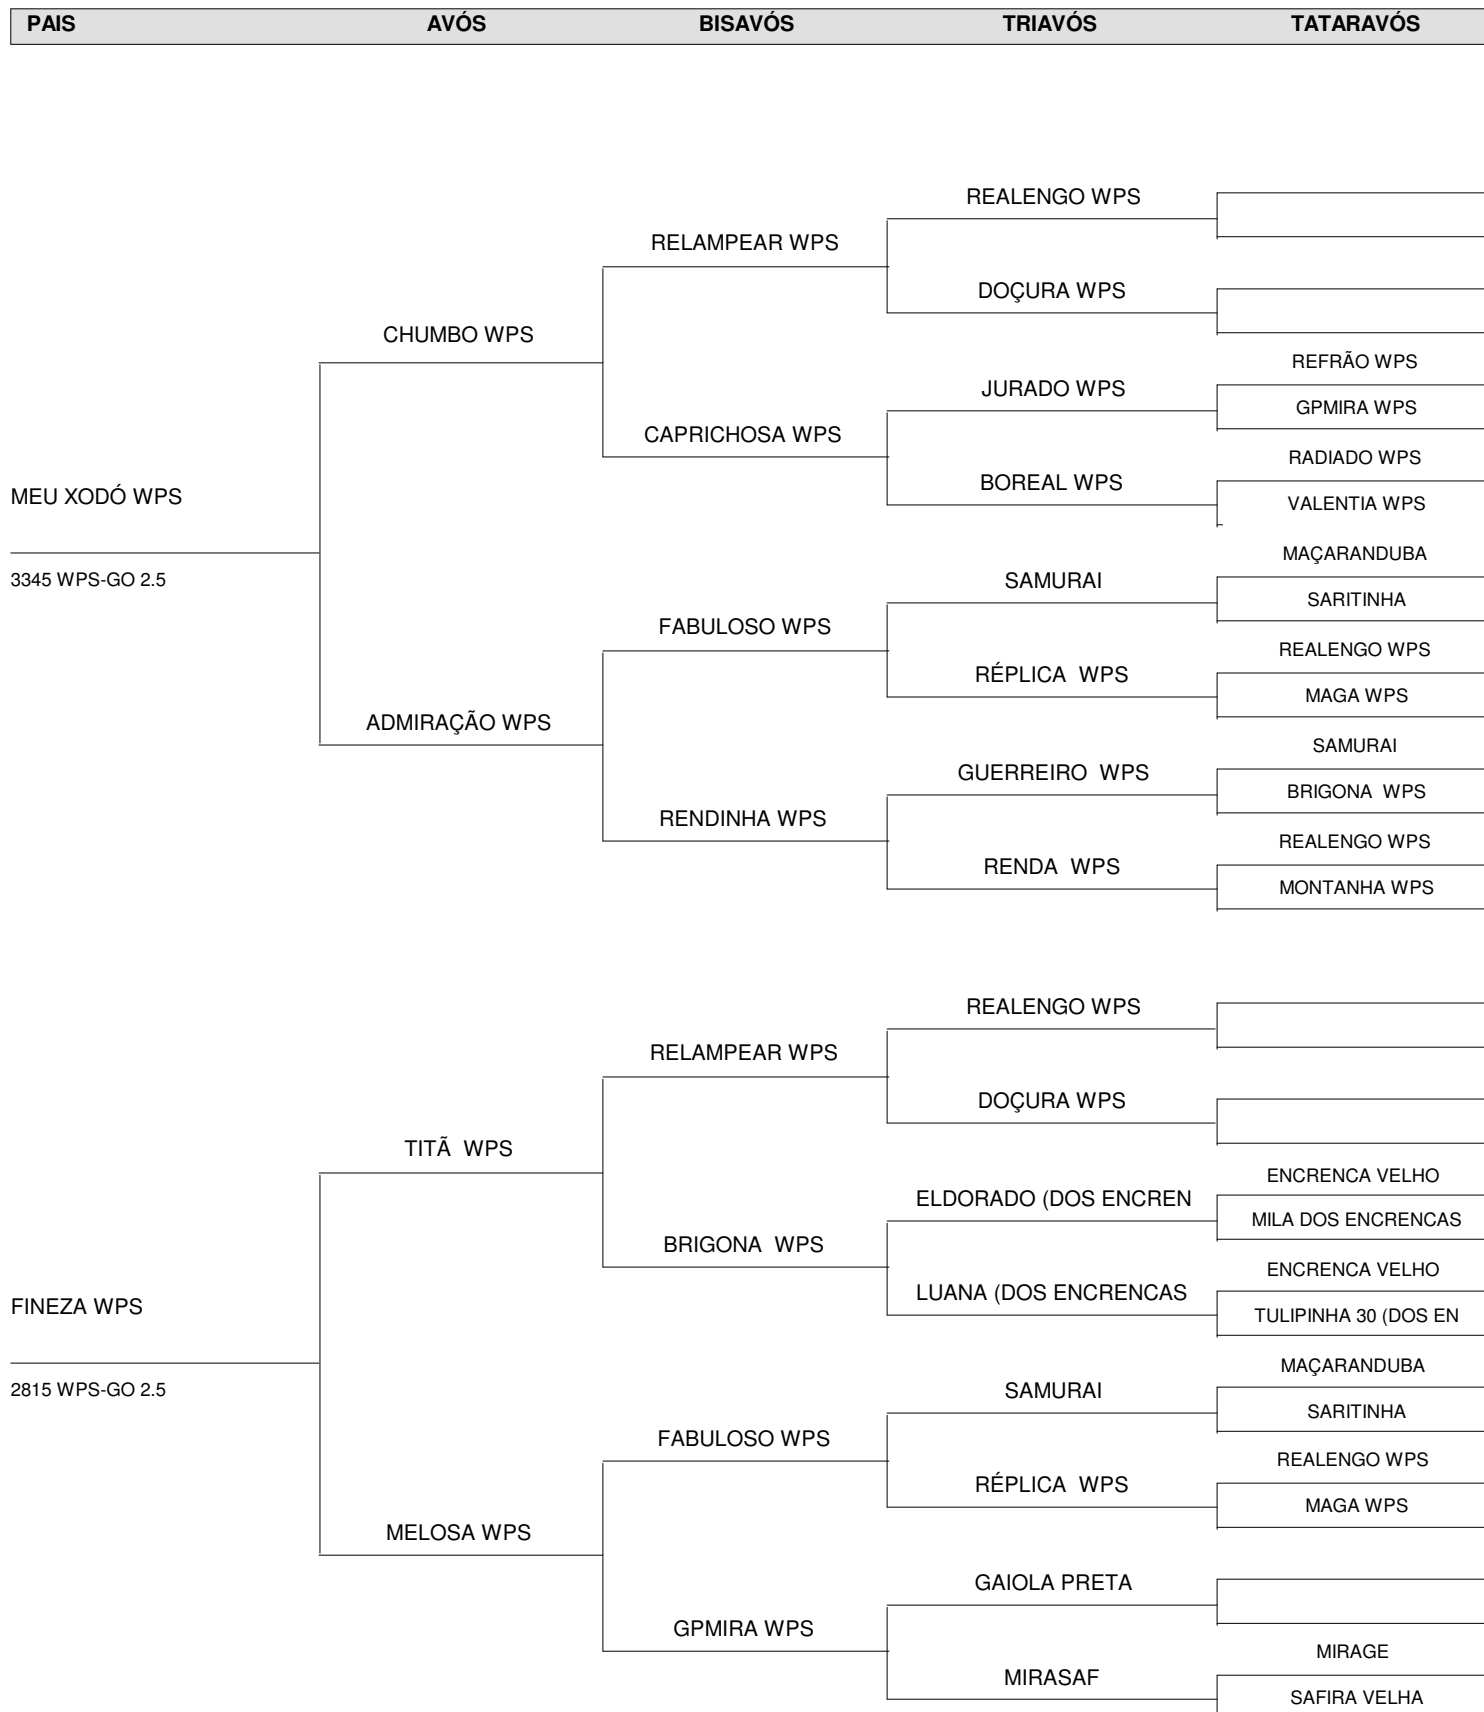 PAIS AVÓS BISAVÓS TRIAVÓS TATARAVÓS
REALENGO WPS
RELAMPEAR WPS
DOÇURA WPS
CHUMBO WPS
REFRÃO WPS
JURADO WPS
GPMIRA WPS
CAPRICHOSA WPS
RADIADO WPS
BOREAL WPS
MEU XODÓ WPS
VALENTIA WPS
MAÇARANDUBA
3345 WPS-GO 2.5
SAMURAI
SARITINHA
FABULOSO WPS
REALENGO WPS
RÉPLICA  WPS
MAGA WPS
ADMIRAÇÃO WPS
SAMURAI
GUERREIRO  WPS
BRIGONA  WPS
RENDINHA WPS
REALENGO WPS
RENDA  WPS
MONTANHA WPS
REALENGO WPS
RELAMPEAR WPS
DOÇURA WPS
TITÃ  WPS
ENCRENCA VELHO
ELDORADO (DOS ENCREN
MILA DOS ENCRENCAS
BRIGONA  WPS
ENCRENCA VELHO
LUANA (DOS ENCRENCAS
FINEZA WPS
TULIPINHA 30 (DOS EN
MAÇARANDUBA
2815 WPS-GO 2.5
SAMURAI
SARITINHA
FABULOSO WPS
REALENGO WPS
RÉPLICA  WPS
MAGA WPS
MELOSA WPS
GAIOLA PRETA
GPMIRA WPS
MIRAGE
MIRASAF
SAFIRA VELHA